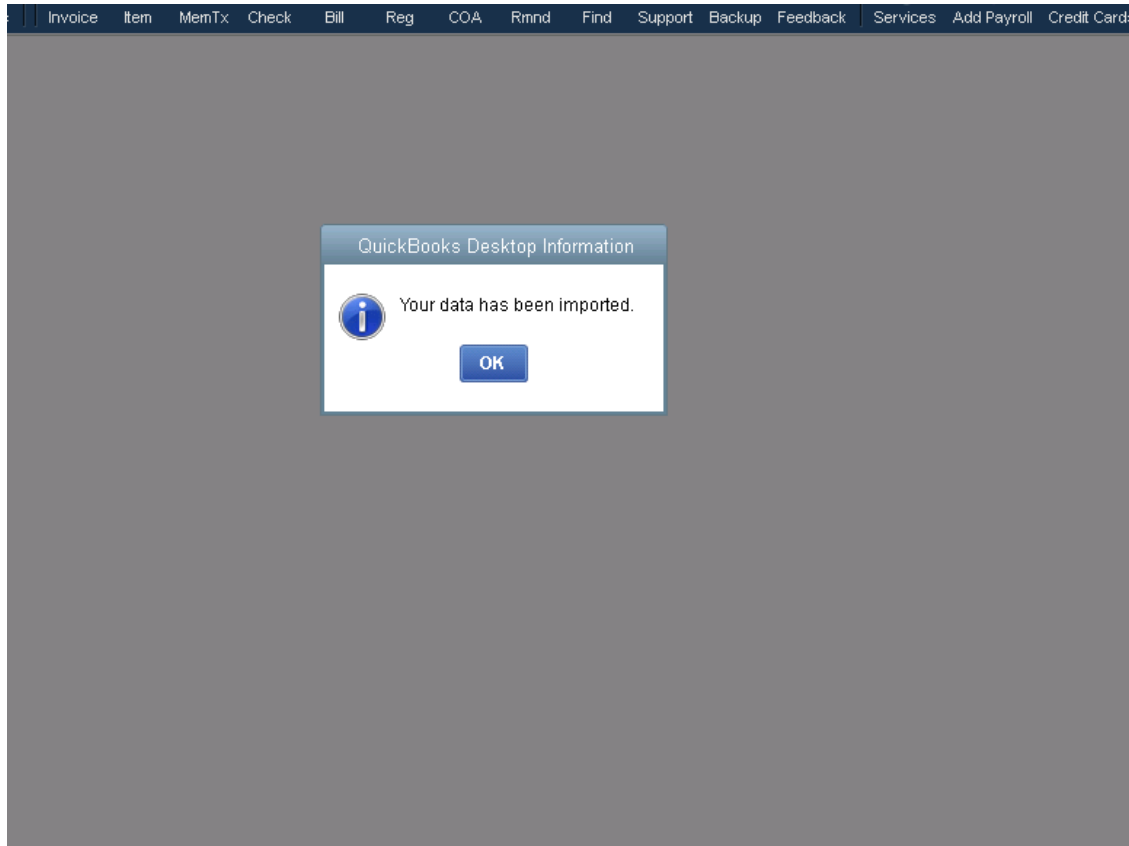 Invoice Item MemTx Check Bill Reg COA Rmnd Find Support Backup Feedback Services Add Payroll Credit Card
QuickBooks Desktop Information
Your data has been imported.
OK